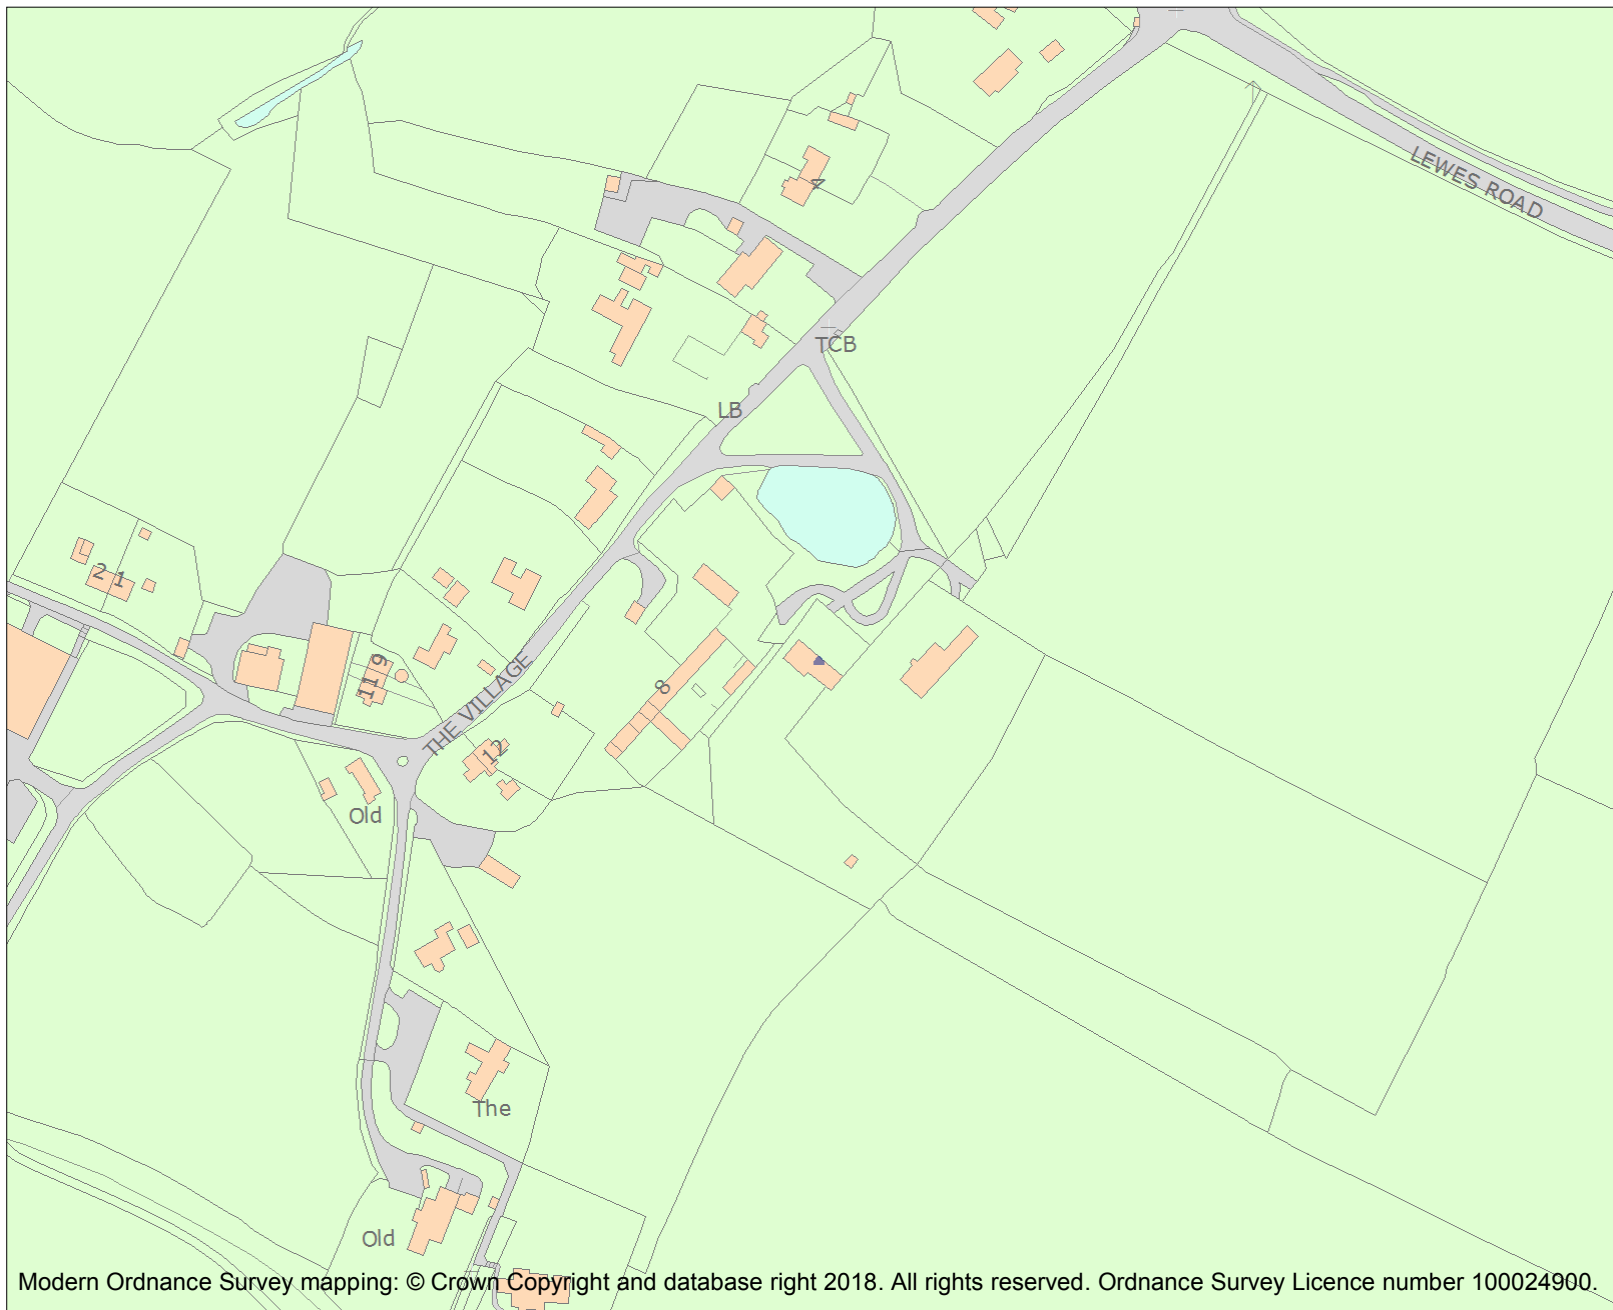 LEWES ROAD
4
TCB
LB
2 1
11 9
8
THE VILLAGE
12
Old
The
Old
Modern Ordnance Survey mapping: © Crown Copyright and database right 2018. All rights reserved. Ordnance Survey Licence number 100024900.